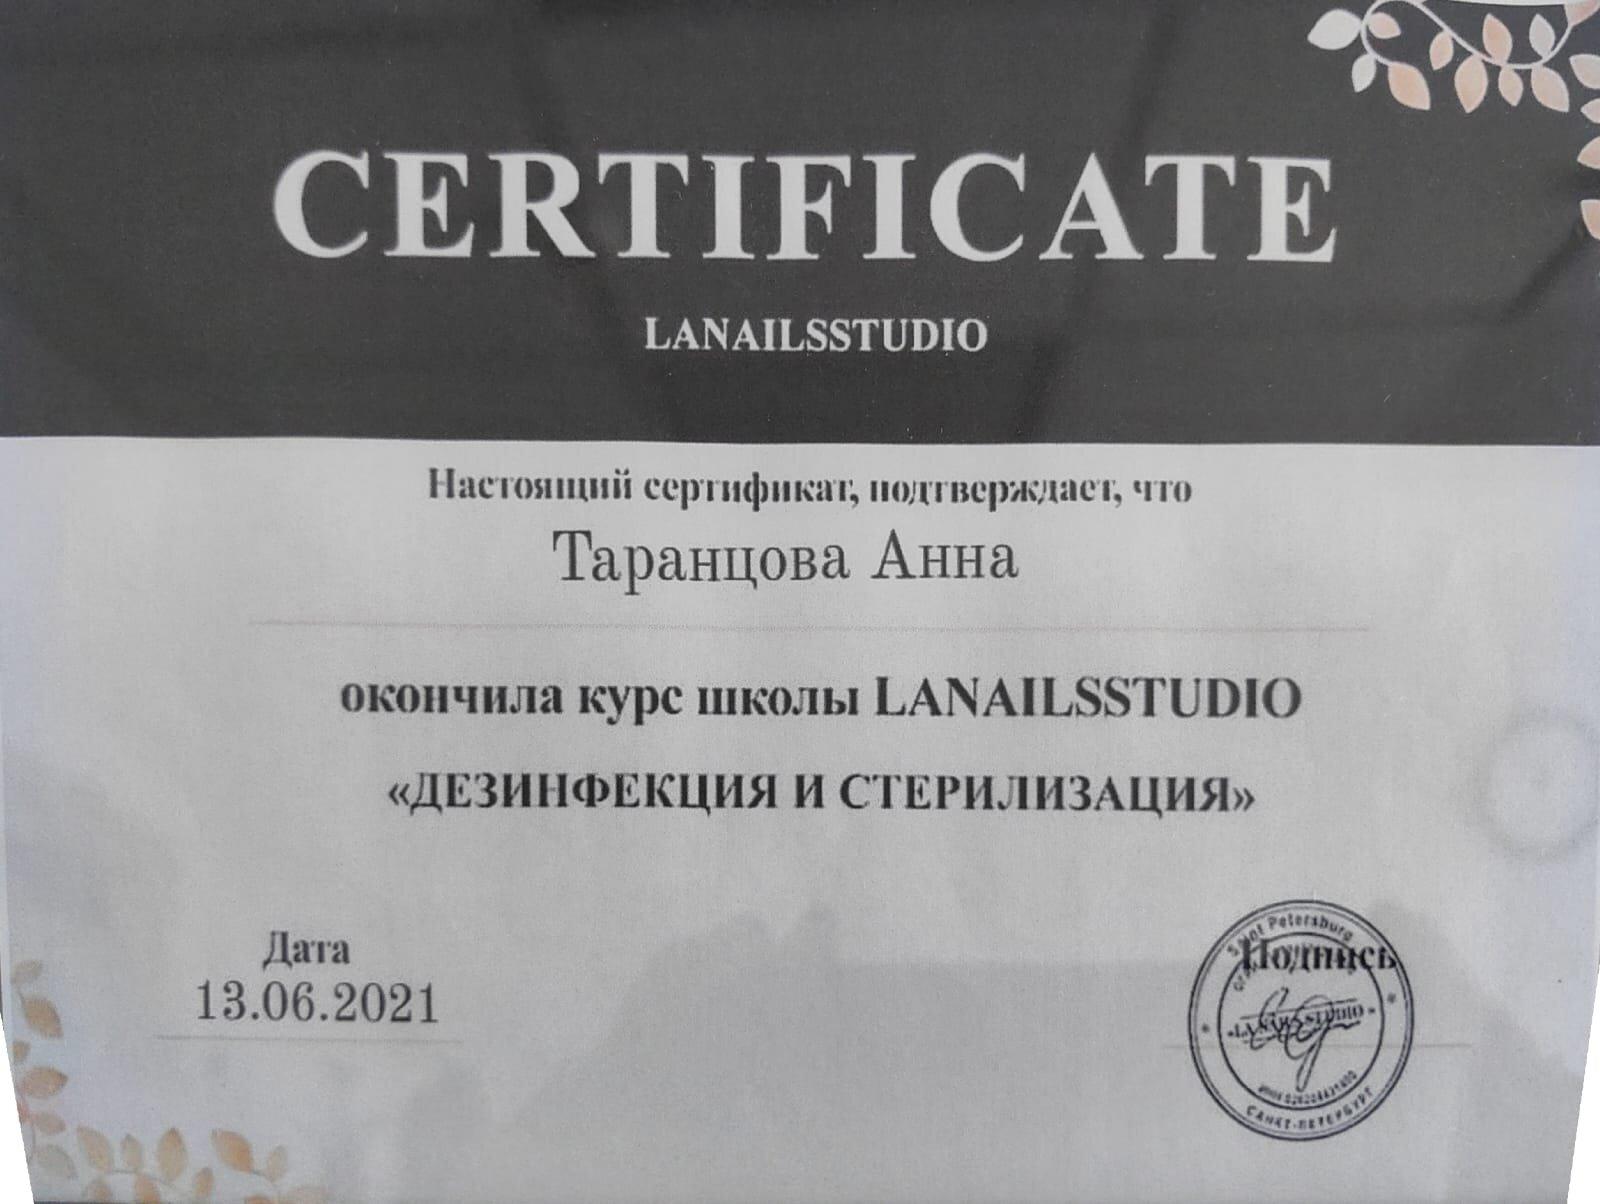 CERTIFICATE
LANAILSSTUDIO
Настоящий сертификат, подтверждает, что
Таранцова Анна
окончила курс школы LANAILSSTUDIO
«ДЕЗИНФЕКЦИЯ И СТЕРИЛИЗАЦИЯ»
Дата
13.06.2021
Подпись
Saint Petersburg
САНКТ-ПЕТЕРБУРГ